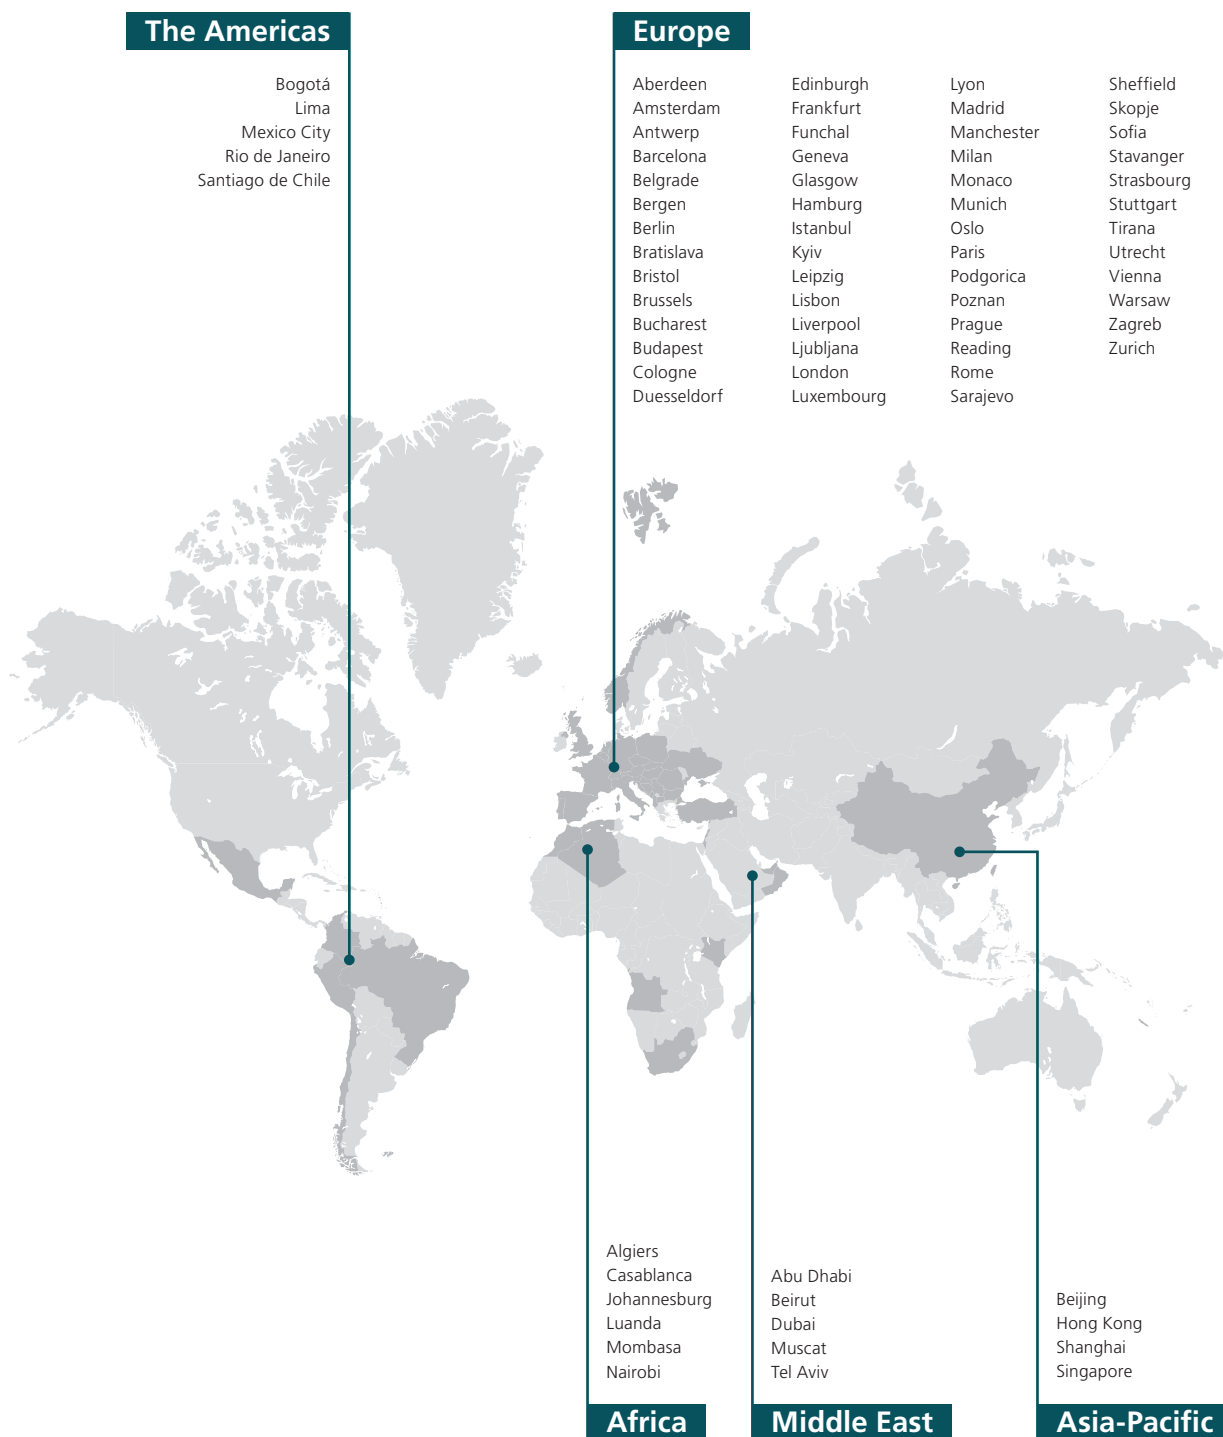 The Americas
Bogotá
Lima
Mexico City
Rio de Janeiro
Santiago de Chile
Europe
Aberdeen
Amsterdam
Antwerp
Barcelona
Belgrade
Bergen
Berlin
Bratislava
Bristol
Brussels
Bucharest
Budapest
Cologne
Duesseldorf
Edinburgh
Frankfurt
Funchal
Geneva
Glasgow
Hamburg
Istanbul
Kyiv
Leipzig
Lisbon
Liverpool
Ljubljana
London
Luxembourg
Lyon
Madrid
Manchester
Milan
Monaco
Munich
Oslo
Paris
Podgorica
Poznan
Prague
Reading
Rome
Sarajevo
Sheffield
Skopje
Sofia
Stavanger
Strasbourg
Stuttgart
Tirana
Utrecht
Vienna
Warsaw
Zagreb
Zurich
Algiers
Casablanca
Johannesburg
Luanda
Mombasa
Nairobi
Africa
Abu Dhabi
Beirut
Dubai
Muscat
Tel Aviv
Middle East
Beijing
Hong Kong
Shanghai
Singapore
Asia-Pacific